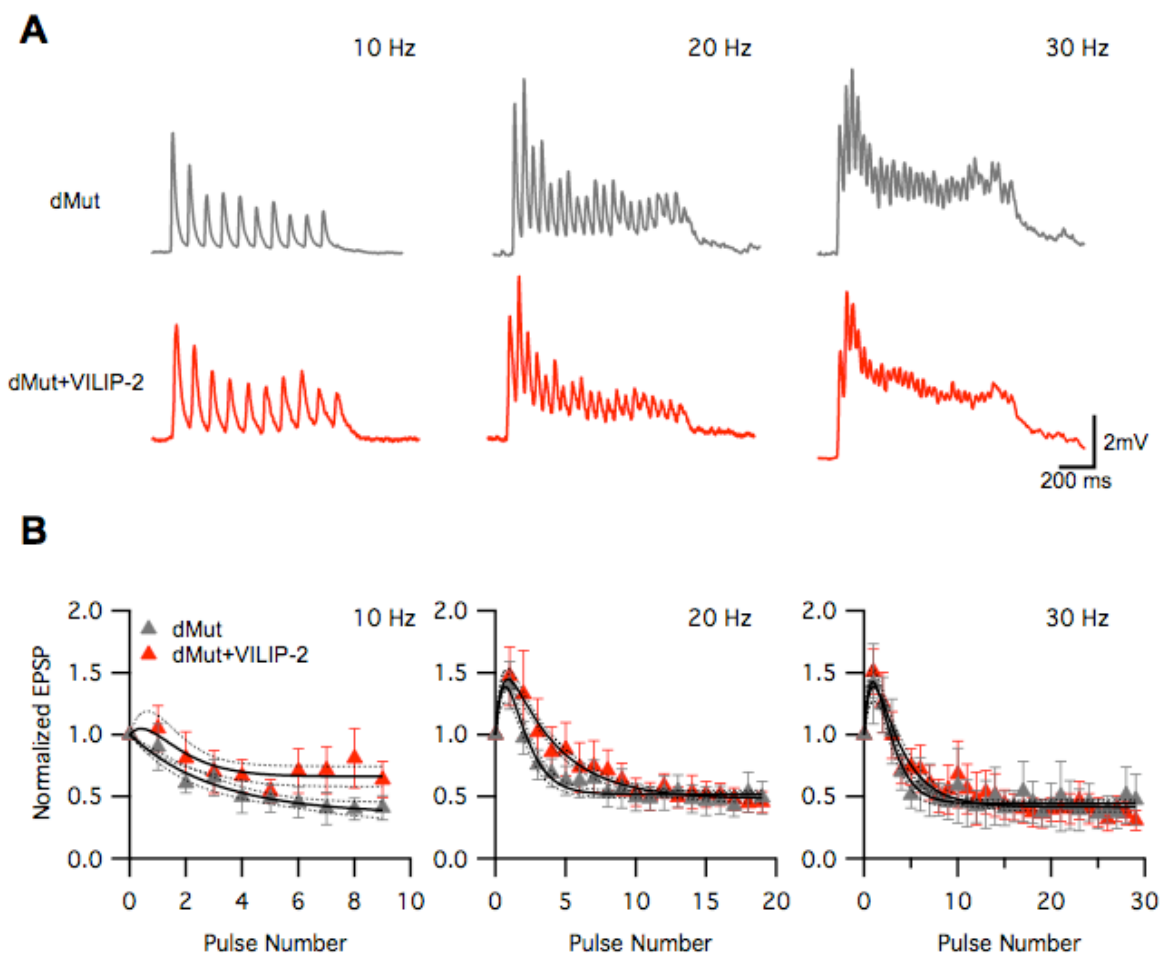 A
10 Hz 20 Hz 30 Hz
dMut
dMut+VILIP-2
2mV
200 ms
B
10 Hz 20 Hz 30 Hz
dMut
dMut+VILIP-2
Normalized EPSP
2.0 2.0 2.0
1.5 1.5 1.5
1.0 1.0 1.0
0.5 0.5 0.5
0.0 0.0 0.0
0 2 4 6 8 10 0 5 10 15 20 0 10 20 30
Pulse Number Pulse Number Pulse Number